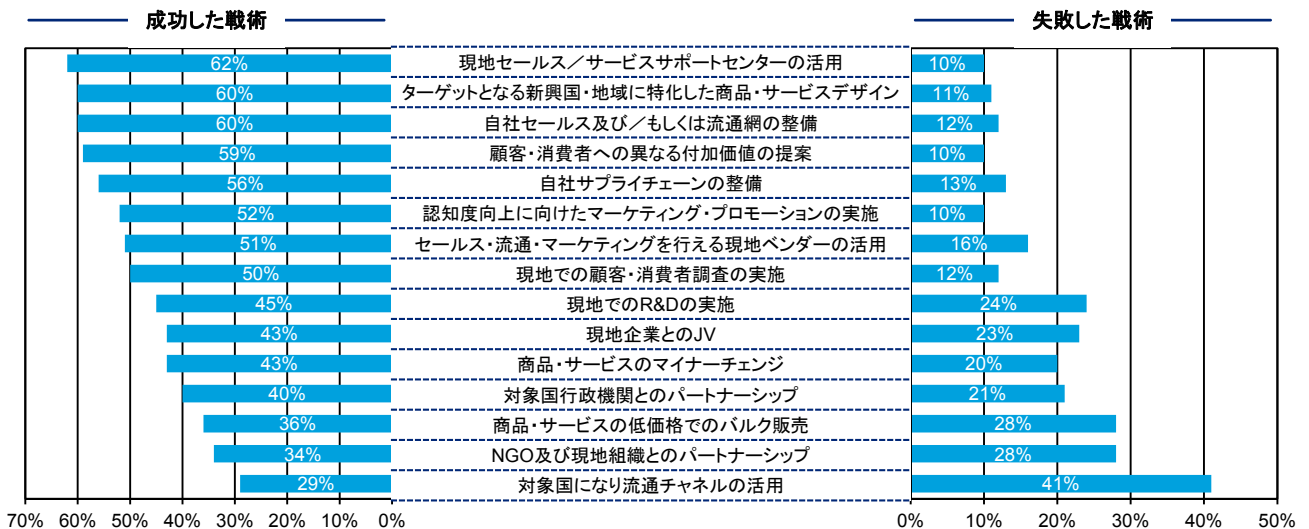 成功した戦術 失敗した戦術
62% 現地セールス／サービスサポートセンターの活用 10%
60% ターゲットとなる新興国・地域に特化した商品・サービスデザイン 11%
60% 自社セールス及び／もしくは流通網の整備 12%
59% 顧客・消費者への異なる付加価値の提案 10%
56% 自社サプライチェーンの整備 13%
52% 認知度向上に向けたマーケティング・プロモーションの実施 10%
51% セールス・流通・マーケティングを行える現地ベンダーの活用 16%
50% 現地での顧客・消費者調査の実施 12%
45% 現地でのR&Dの実施 24%
43% 現地企業とのJV 23%
43% 商品・サービスのマイナーチェンジ 20%
40% 対象国行政機関とのパートナーシップ 21%
36% 商品・サービスの低価格でのバルク販売 28%
34% NGO及び現地組織とのパートナーシップ 28%
29% 対象国になり流通チャネルの活用 41%
70% 60% 50% 40% 30% 20% 10% 0% 0% 10% 20% 30% 40% 50%